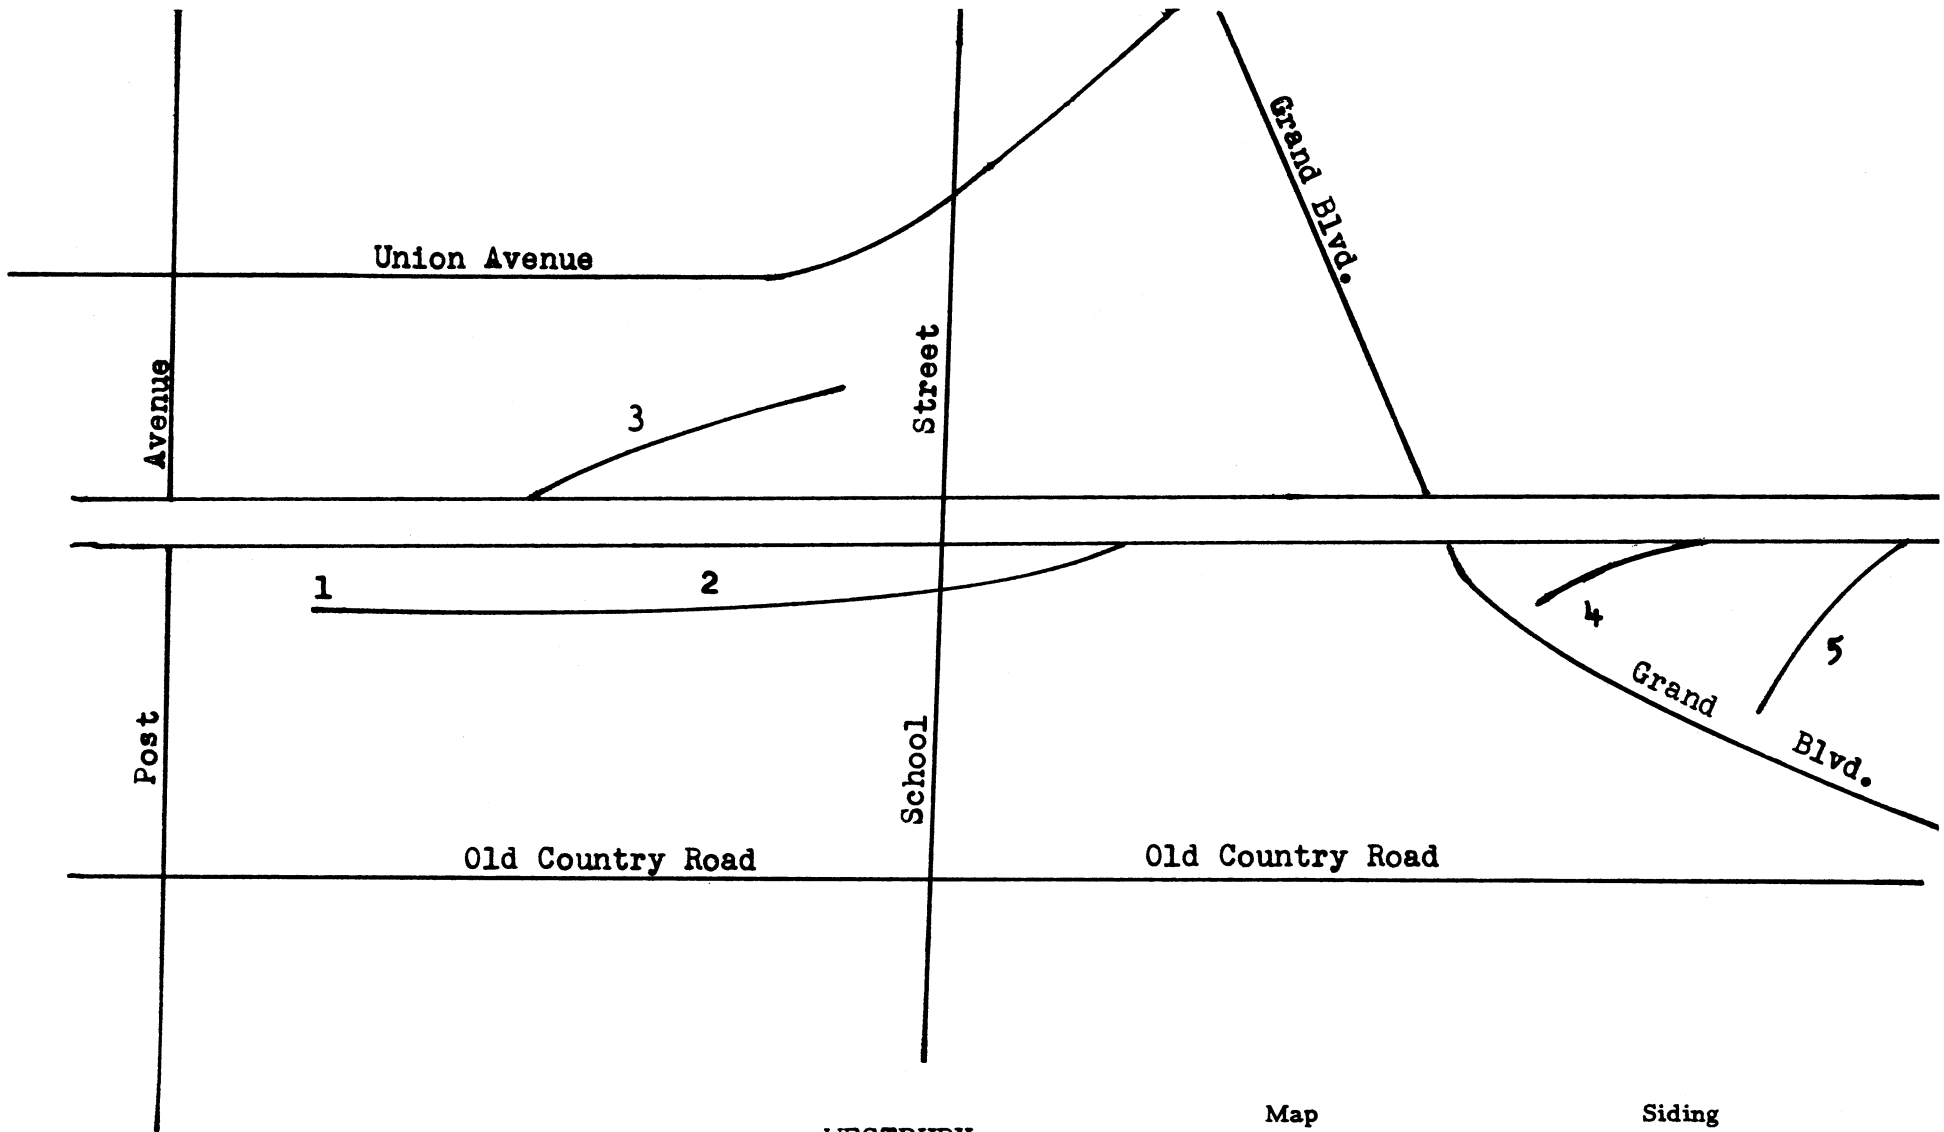 Grand Blvd.
Union Avenue
Street
Avenue
3
1
2
4
5
Grand Blvd.
Post
School
Old Country Road
Old Country Road
Map
Siding